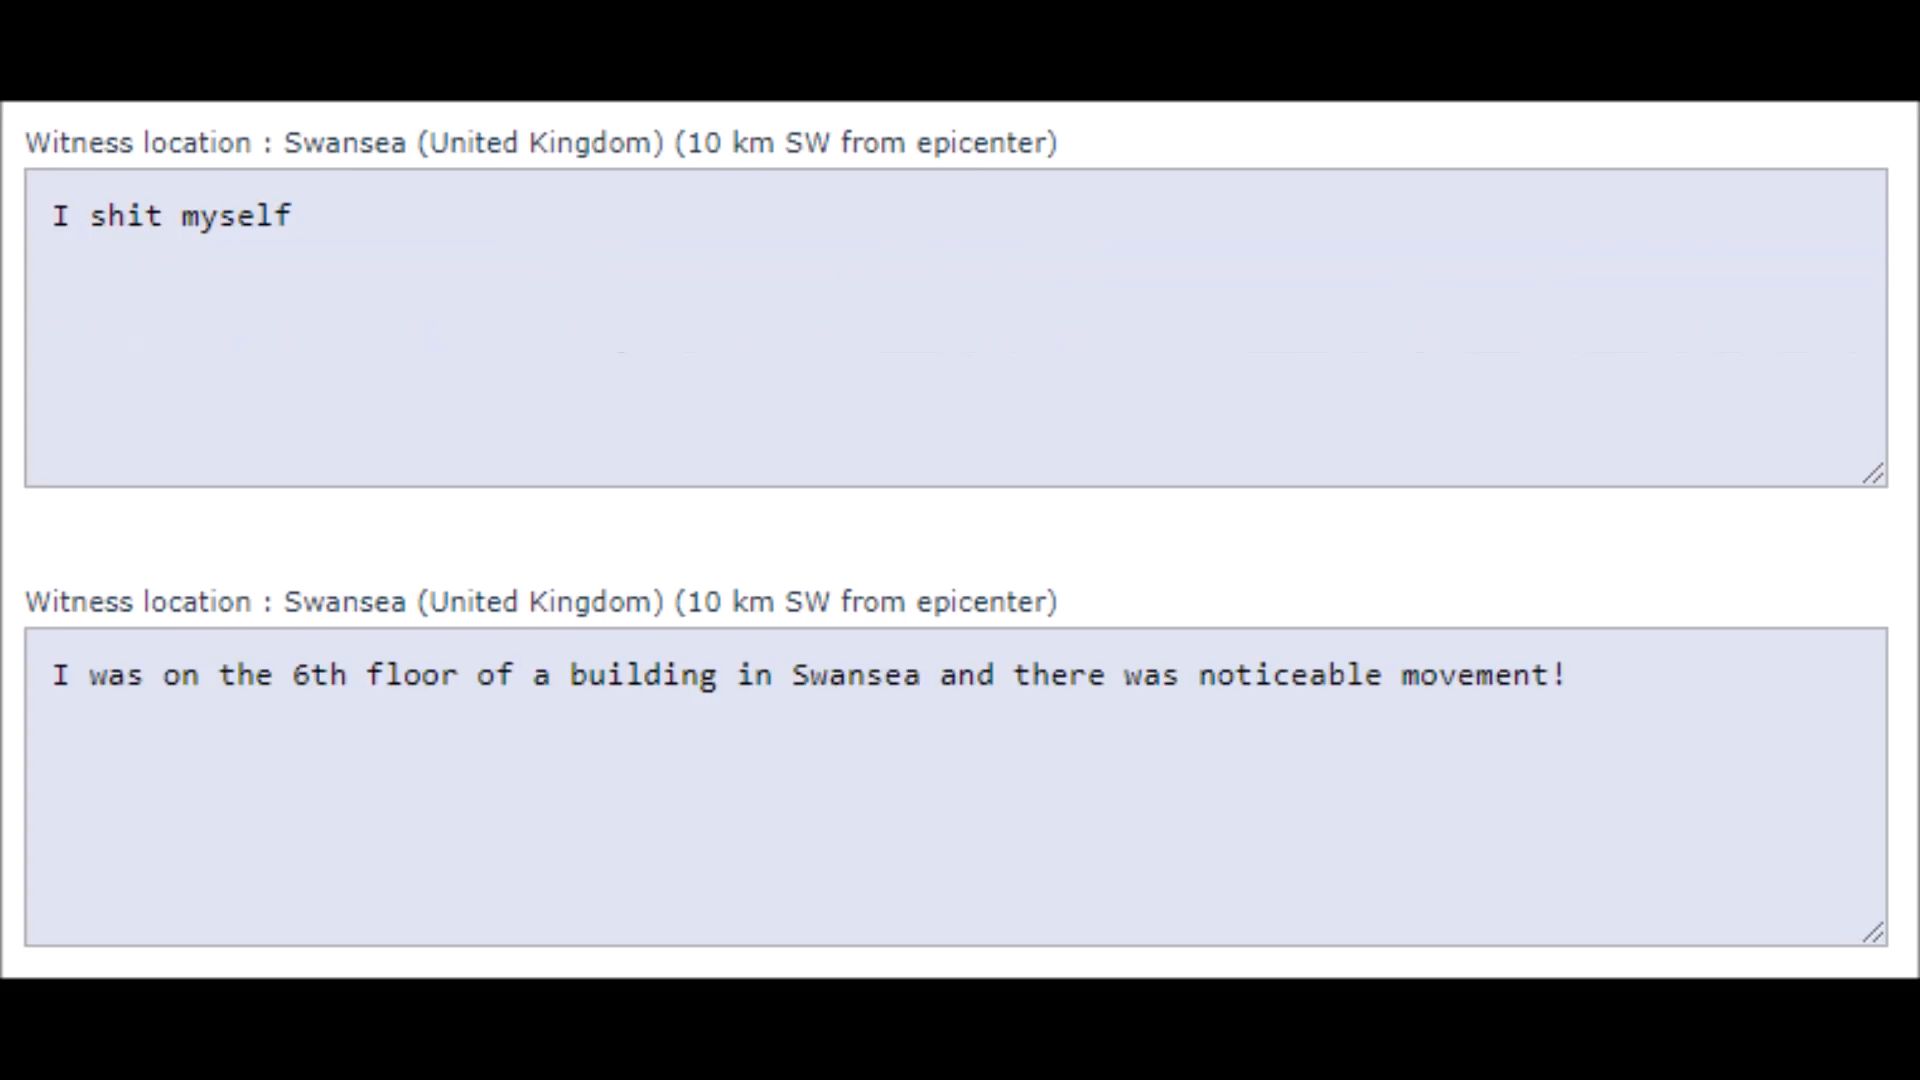 Witness location : Swansea (United Kingdom) (10 km SW from epicenter)
I shit myself
Witness location : Swansea (United Kingdom) (10 km SW from epicenter)
I was on the 6th floor of a building in Swansea and there was noticeable movement!